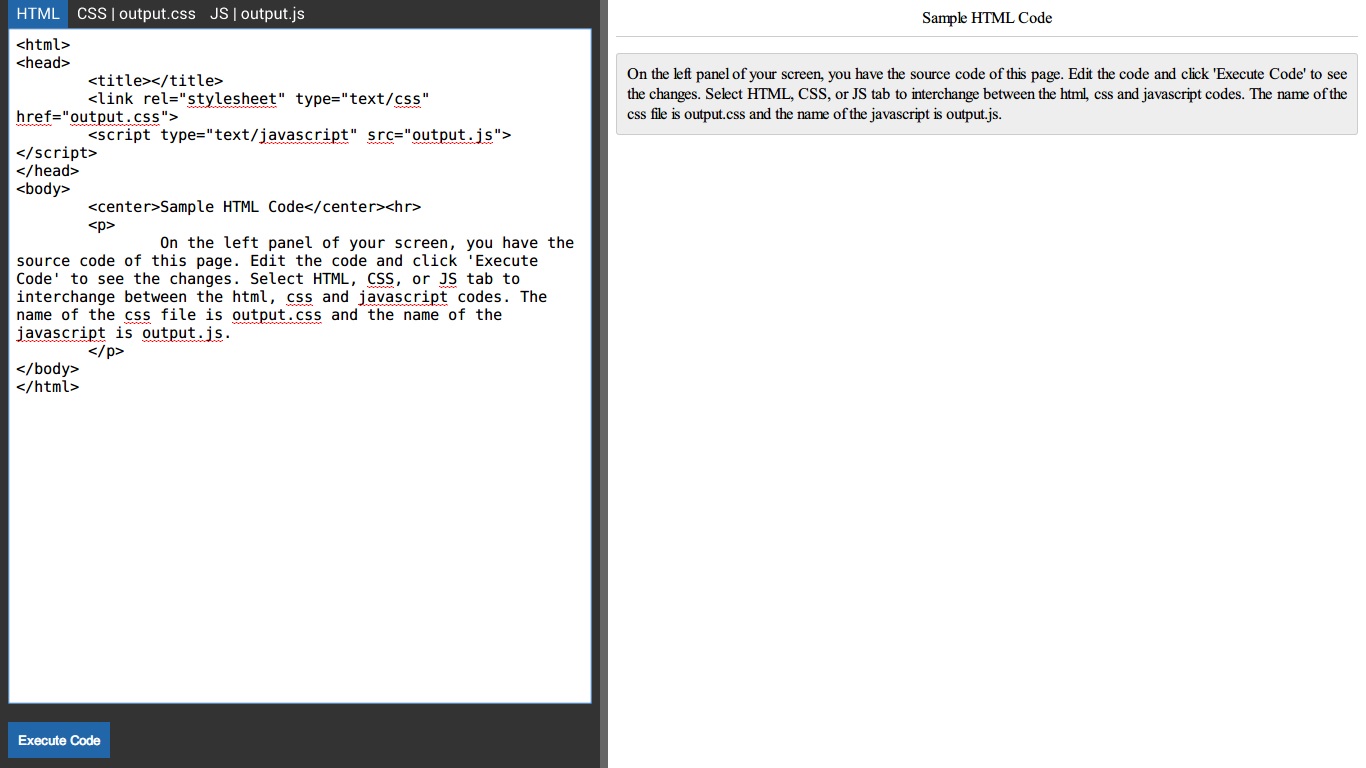 HTML CSS | output.css JS | output.js
<html>
<head>
<title></title>
<link rel="stylesheet" type="text/css"
href="output.css">
<script type="text/javascript" src="output.js">
</script>
</head>
<body>
<center>Sample HTML Code</center><hr>
<p>
On the left panel of your screen, you have the
source code of this page. Edit the code and click 'Execute
Code' to see the changes. Select HTML, CSS, or JS tab to
interchange between the html, css and javascript codes. The
name of the css file is output.css and the name of the
javascript is output.js.
</p>
</body>
</html>
Execute Code
Sample HTML Code
On the left panel of your screen, you have the source code of this page. Edit the code and click 'Execute Code' to see
the changes. Select HTML, CSS, or JS tab to interchange between the html, css and javascript codes. The name of the
css file is output.css and the name of the javascript is output.js.